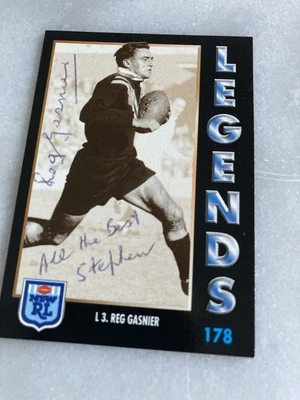 LEGENDS
Reg Gasnier
All the Best
Stephen
NSW
RL
L 3. REG GASNIER
178